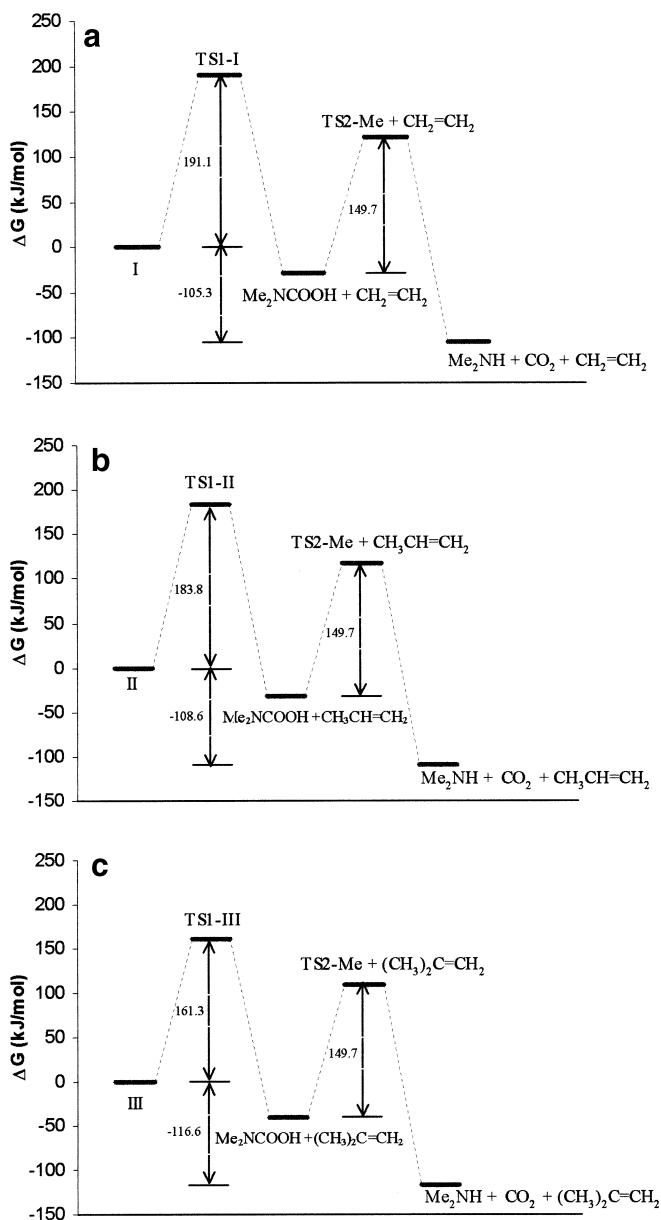 a
250
TS1-I
200
150
TS2-Me + CH₂=CH₂
100
191.1
149.7
50
0
I
-50
-105.3
Me₂NCOOH + CH₂=CH₂
-100
-150
Me₂NH + CO₂ + CH₂=CH₂
ΔG (kJ/mol)
b
250
TS1-II
200
150
TS2-Me + CH₃CH=CH₂
100
183.8
149.7
50
0
II
-50
-108.6
Me₂NCOOH + CH₃CH=CH₂
-100
-150
Me₂NH + CO₂ + CH₃CH=CH₂
ΔG (kJ/mol)
c
250
TS1-III
200
150
TS2-Me + (CH₃)₂C=CH₂
100
161.3
149.7
50
0
III
-50
-116.6
Me₂NCOOH + (CH₃)₂C=CH₂
-100
-150
Me₂NH + CO₂ + (CH₃)₂C=CH₂
ΔG (kJ/mol)